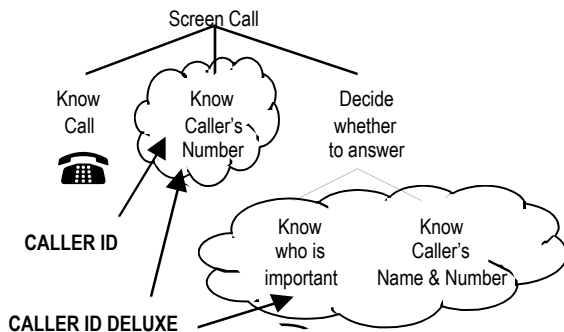 Screen Call
Know
Call
Know
Caller's
Number
Decide
whether
to answer
CALLER ID
Know
who is
important
Know
Caller's
Name & Number
CALLER ID DELUXE